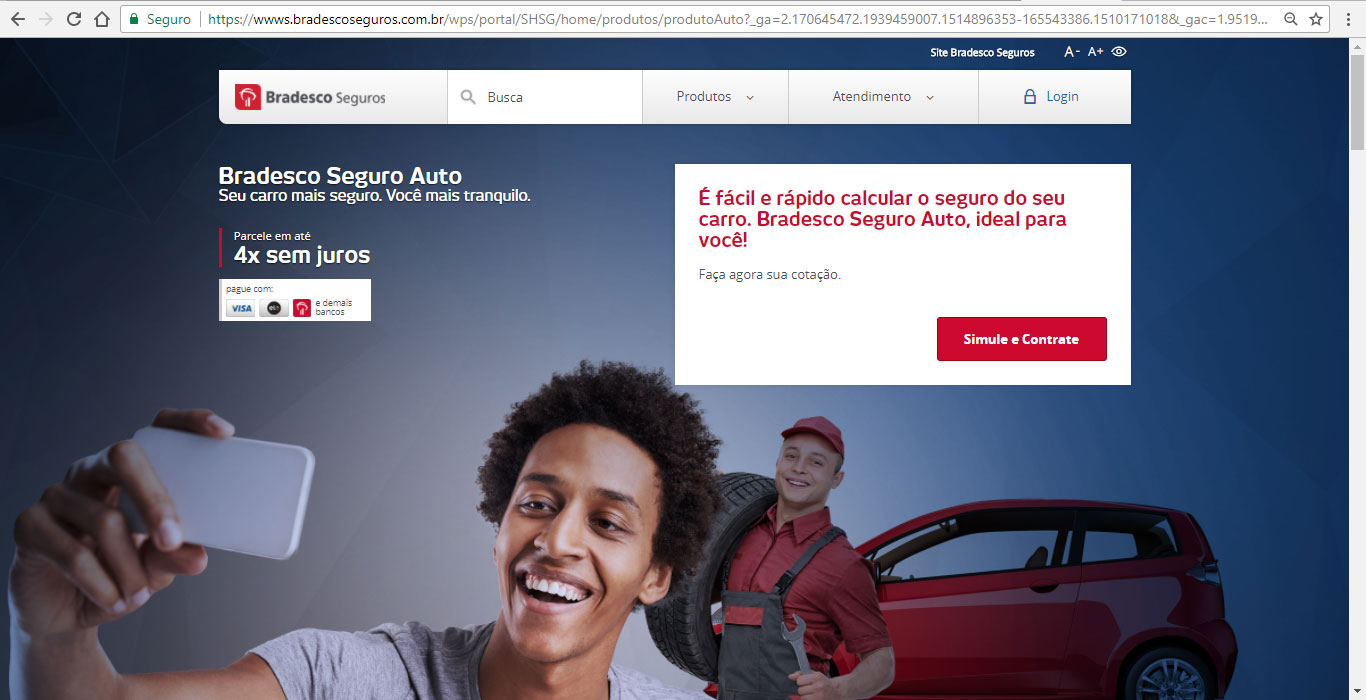 Seguro
https://wwws.bradescoseguros.com.br/wps/portal/SHSG/home/produtos/produtoAuto?_ga=2.170645472.1939459007.1514896353-165543386.1510171018&_gac=1.9519...
Site Bradesco Seguros
A- A+
Bradesco Seguros
Busca
Produtos
Atendimento
Login
Bradesco Seguro Auto
Seu carro mais seguro. Você mais tranquilo.
Parcele em até
4x sem juros
pague com:
VISA
elo
e demais
bancos
É fácil e rápido calcular o seguro do seu
carro. Bradesco Seguro Auto, ideal para
você!
Faça agora sua cotação.
Simule e Contrate